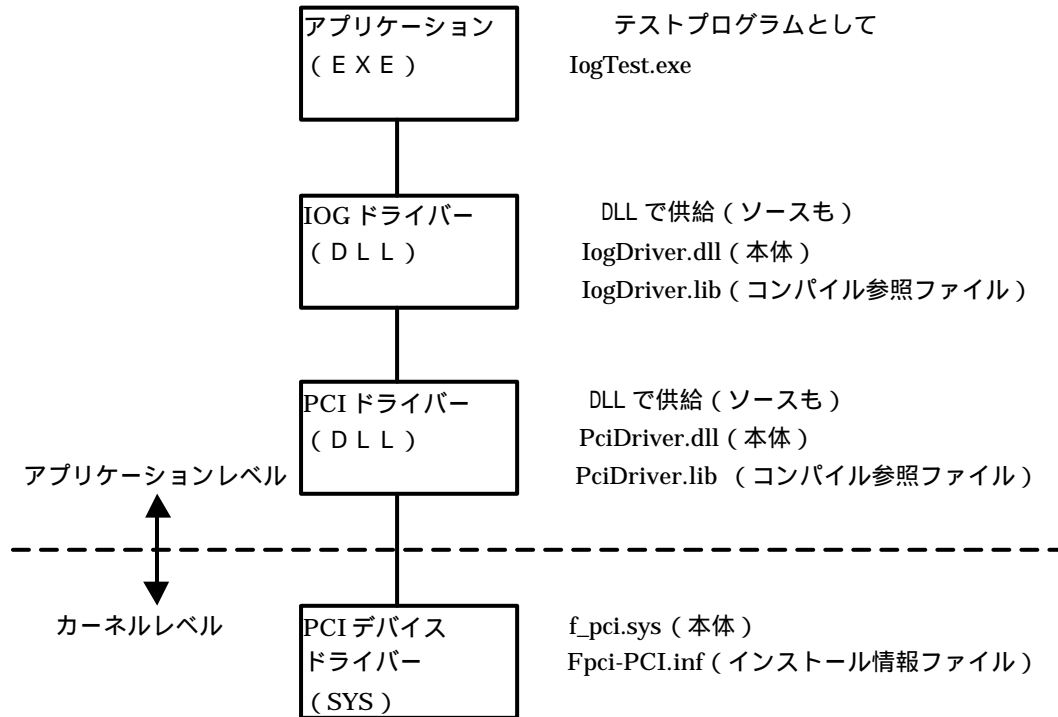 アプリケーション
（ＥＸＥ）
テストプログラムとして
IogTest.exe
IOG ドライバー
（ＤＬＬ）
DLL で供給（ソースも）
IogDriver.dll（本体）
IogDriver.lib（コンパイル参照ファイル）
PCI ドライバー
（ＤＬＬ）
DLL で供給（ソースも）
PciDriver.dll（本体）
PciDriver.lib （コンパイル参照ファイル）
アプリケーションレベル
カーネルレベル
PCI デバイス
ドライバー
（SYS）
f_pci.sys（本体）
Fpci-PCI.inf（インストール情報ファイル）